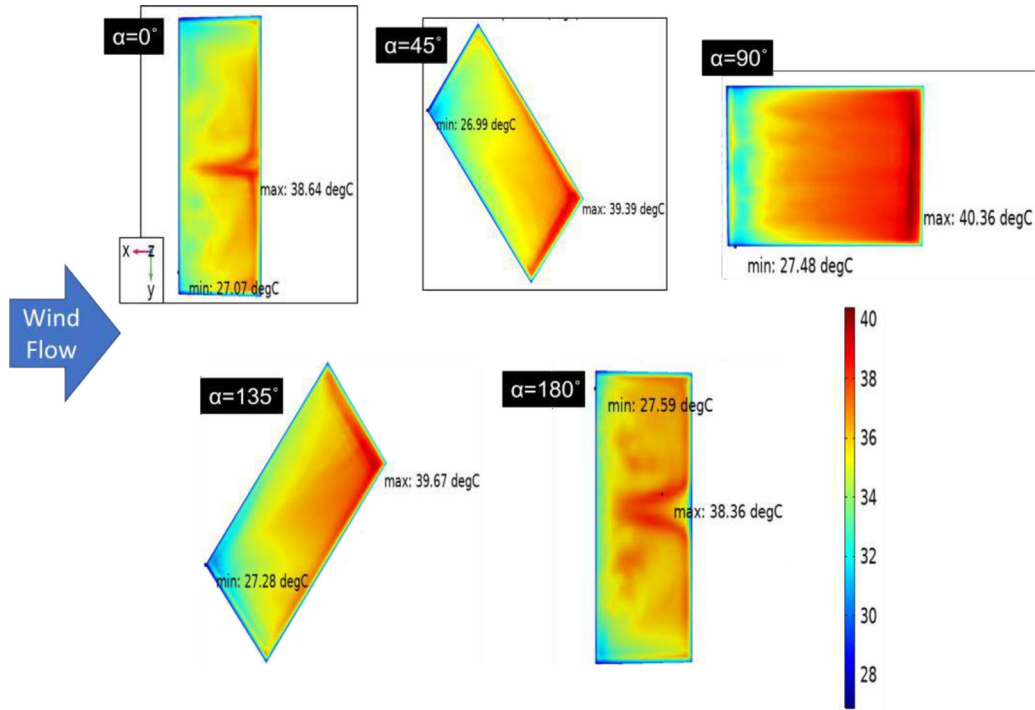 α=0°
max: 38.64 degC
min: 27.07 degC
x z
y
α=45°
min: 26.99 degC
max: 39.39 degC
α=90°
max: 40.36 degC
min: 27.48 degC
Wind
Flow
α=135°
max: 39.67 degC
min: 27.28 degC
α=180°
min: 27.59 degC
max: 38.36 degC
40
38
36
34
32
30
28